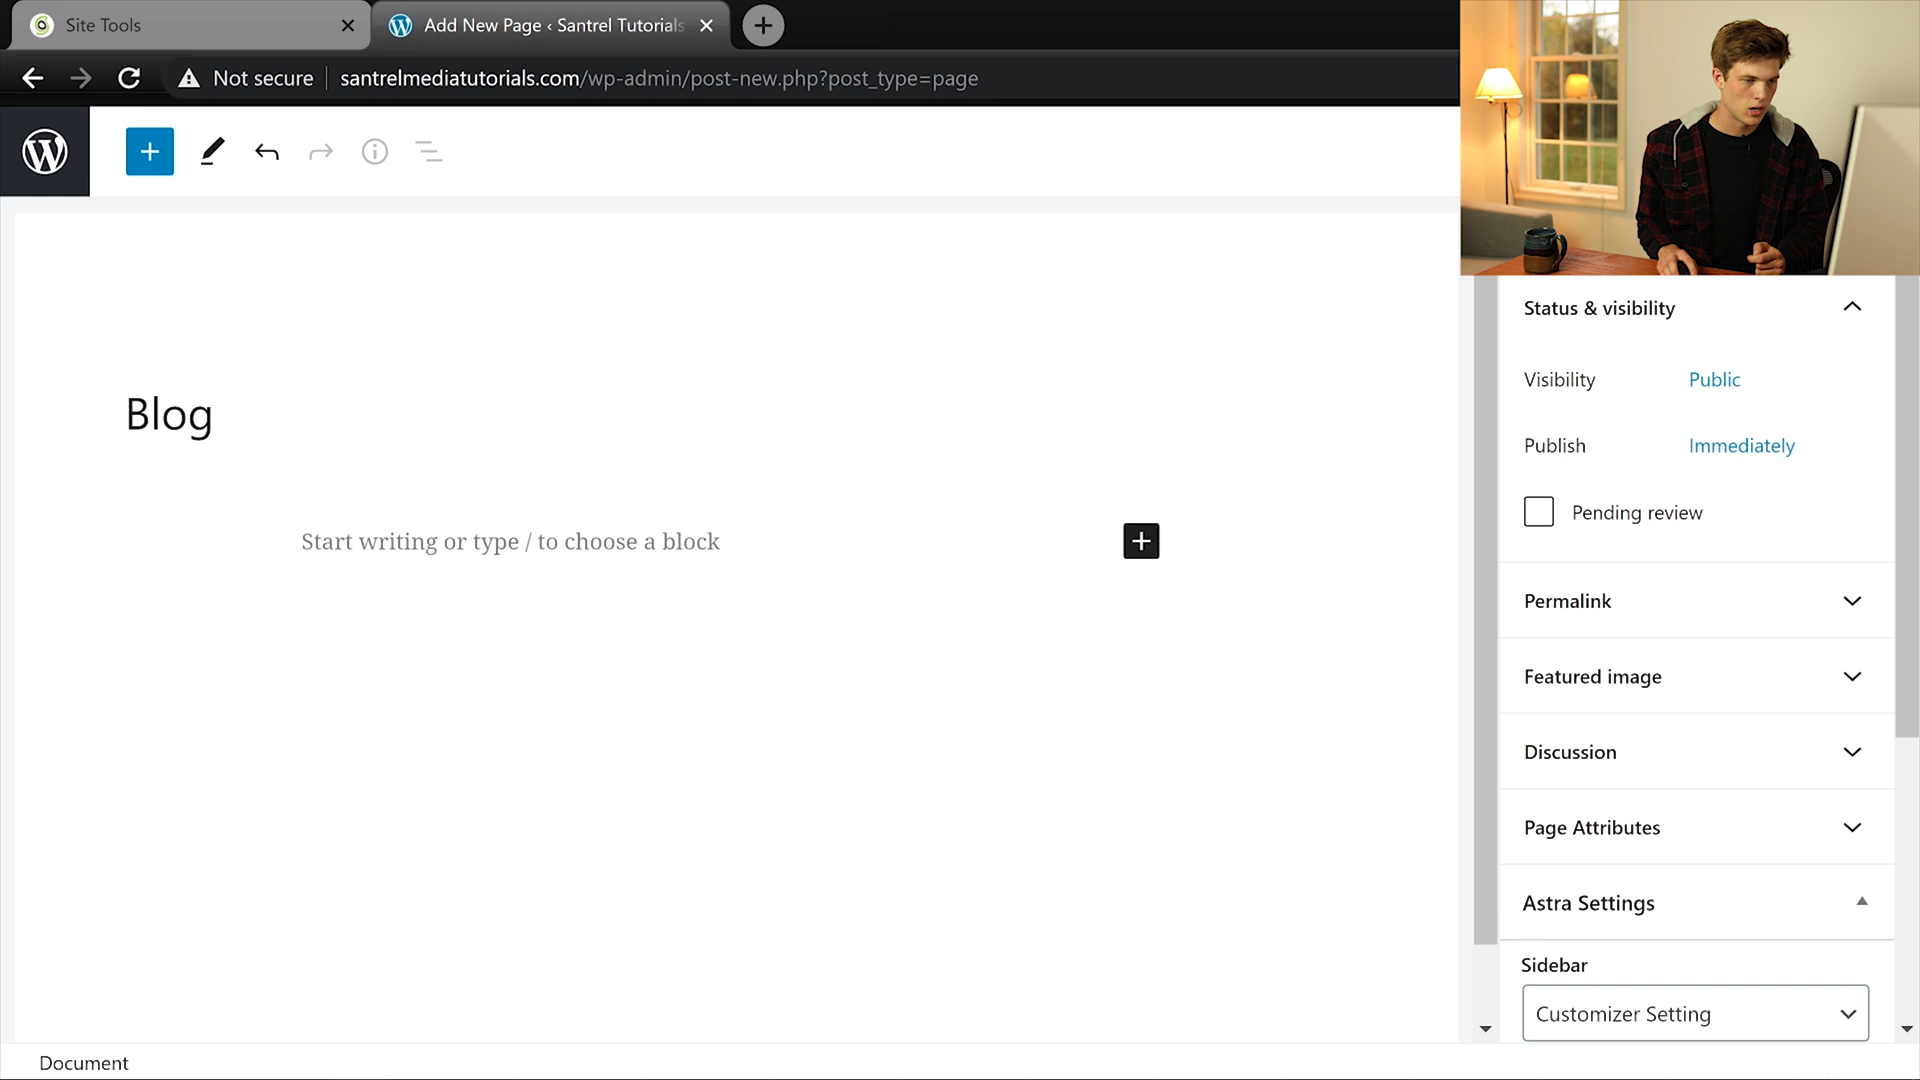 Site Tools
Add New Page ‹ Santrel Tutorials
Not secure
santrelmediatutorials.com/wp-admin/post-new.php?post_type=page
Blog
Start writing or type / to choose a block
Status & visibility
Visibility
Public
Publish
Immediately
Pending review
Permalink
Featured image
Discussion
Page Attributes
Astra Settings
Sidebar
Customizer Setting
Document